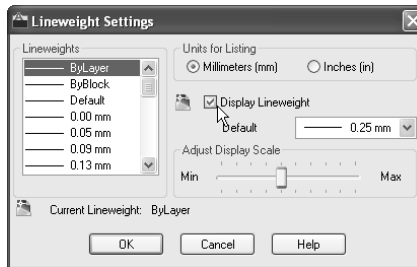 Lineweight Settings
Lineweights
ByLayer
ByBlock
Default
0.00 mm
0.05 mm
0.09 mm
0.13 mm
Units for Listing
Millimeters (mm) Inches (in)
Display Lineweight
Default 0.25 mm
Adjust Display Scale
Min Max
Current Lineweight: ByLayer
OK Cancel Help